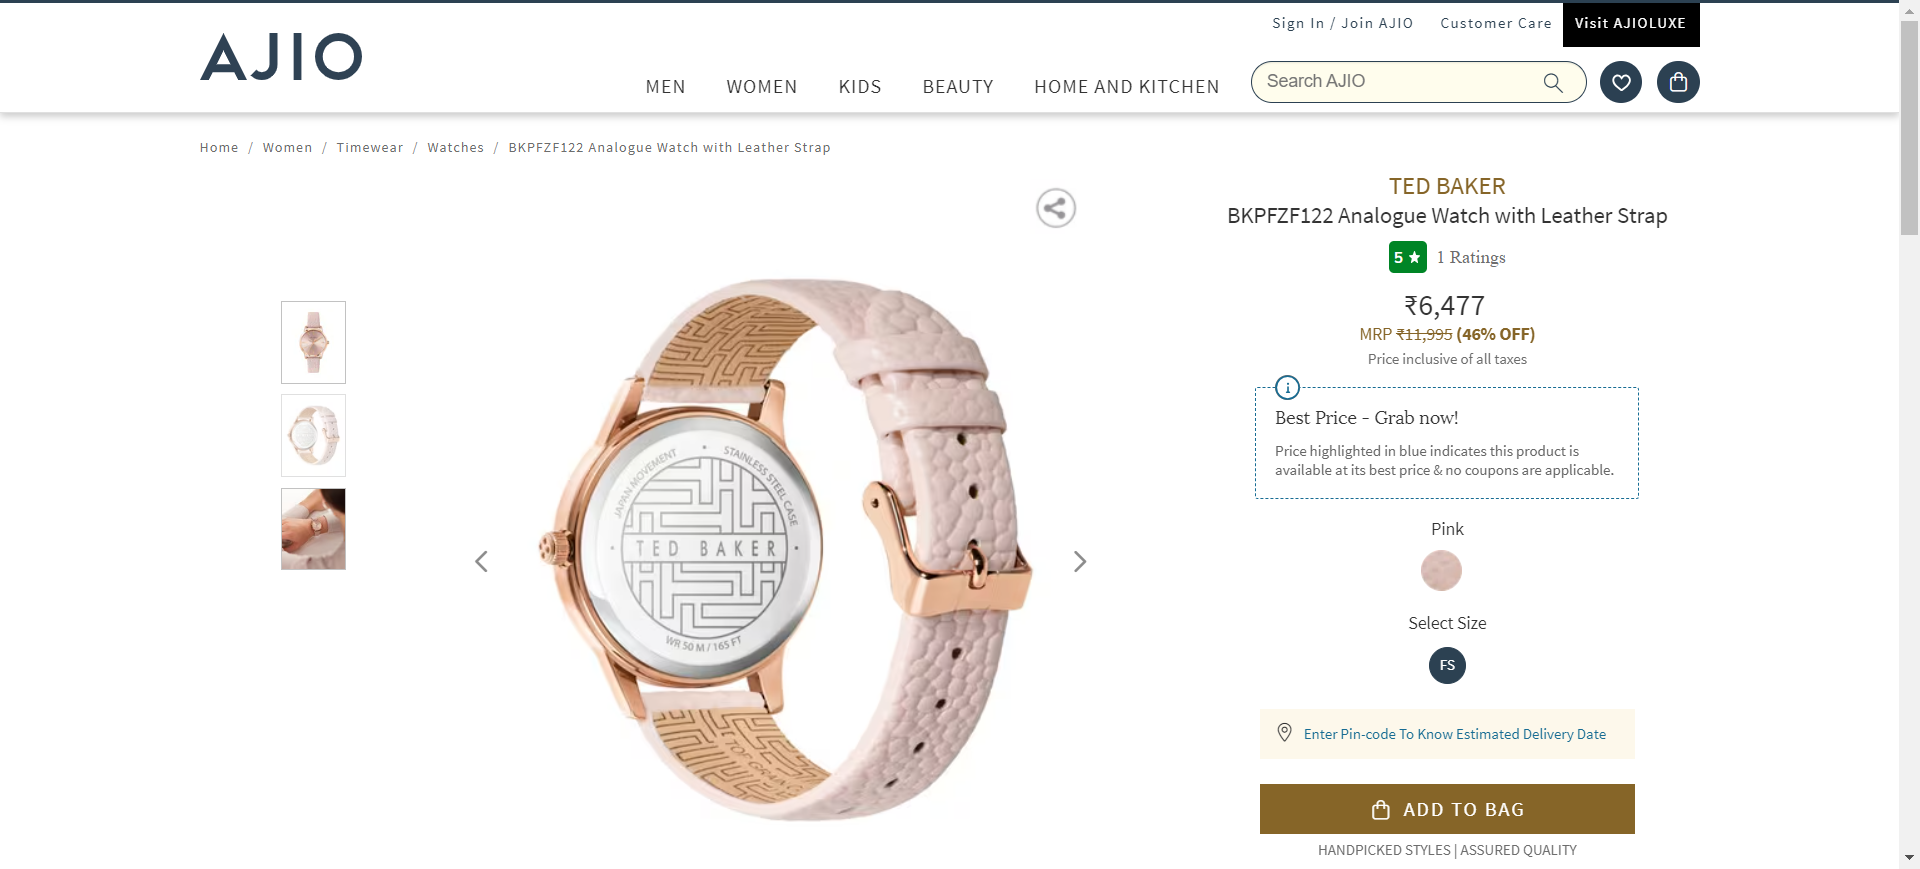 Sign In / Join AJIO
Customer Care
Visit AJIOLUXE
AJIO
MEN
WOMEN
KIDS
BEAUTY
HOME AND KITCHEN
Search AJIO
Home / Women / Timewear / Watches / BKPFZF122 Analogue Watch with Leather Strap
TED BAKER
BKPFZF122 Analogue Watch with Leather Strap
5 ★ 1 Ratings
₹6,477
MRP ₹11,995 (46% OFF)
Price inclusive of all taxes
i
Best Price - Grab now!
Price highlighted in blue indicates this product is
available at its best price & no coupons are applicable.
Pink
Select Size
FS
Enter Pin-code To Know Estimated Delivery Date
ADD TO BAG
HANDPICKED STYLES | ASSURED QUALITY
JAPAN MOVEMENT • STAINLESS STEEL CASE
• TED BAKER •
WR 50 M / 165 FT
TOP GRAIN